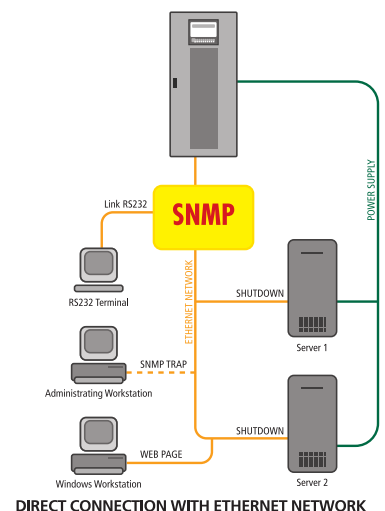 Link RS232
SNMP
POWER SUPPLY
RS232 Terminal
ETHERNET NETWORK
SHUTDOWN
Server 1
SNMP TRAP
Administrating Workstation
SHUTDOWN
WEB PAGE
Windows Workstation
Server 2
DIRECT CONNECTION WITH ETHERNET NETWORK